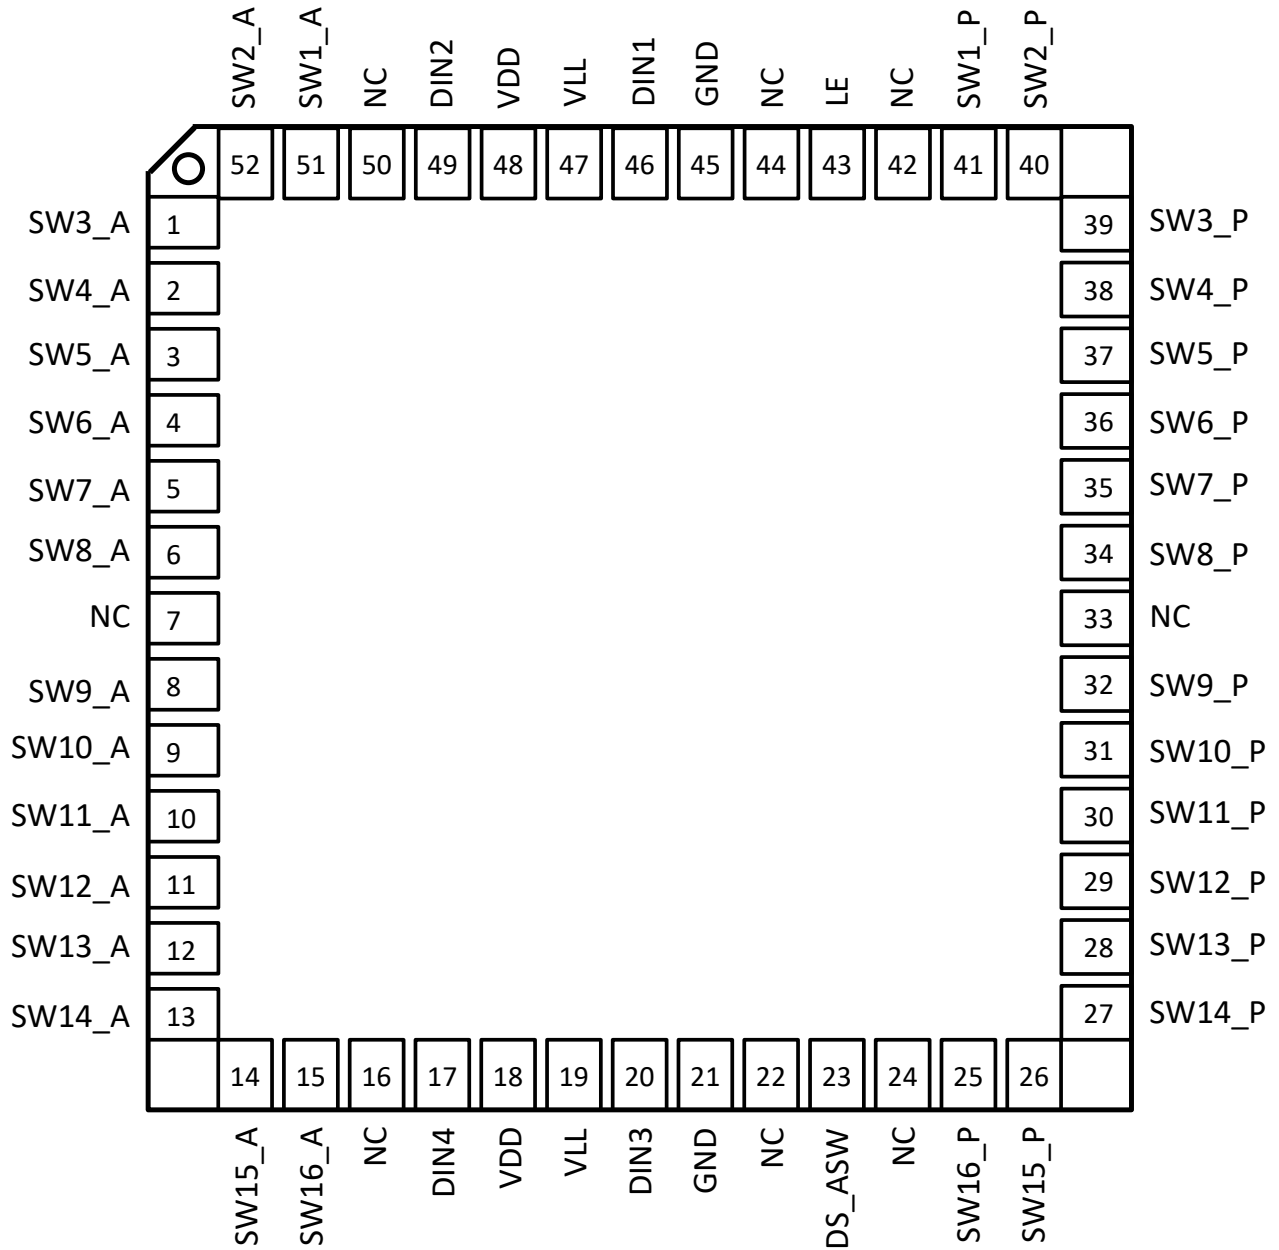 SW2_A SW1_A NC DIN2 VDD VLL DIN1 GND NC LE NC SW1_P SW2_P
52 51 50 49 48 47 46 45 44 43 42 41 40
SW3_A 1 39 SW3_P
SW4_A 2 38 SW4_P
SW5_A 3 37 SW5_P
SW6_A 4 36 SW6_P
SW7_A 5 35 SW7_P
SW8_A 6 34 SW8_P
NC 7 33 NC
SW9_A 8 32 SW9_P
SW10_A 9 31 SW10_P
SW11_A 10 30 SW11_P
SW12_A 11 29 SW12_P
SW13_A 12 28 SW13_P
SW14_A 13 27 SW14_P
14 15 16 17 18 19 20 21 22 23 24 25 26
SW15_A SW16_A NC DIN4 VDD VLL DIN3 GND NC DS_ASW NC SW16_P SW15_P